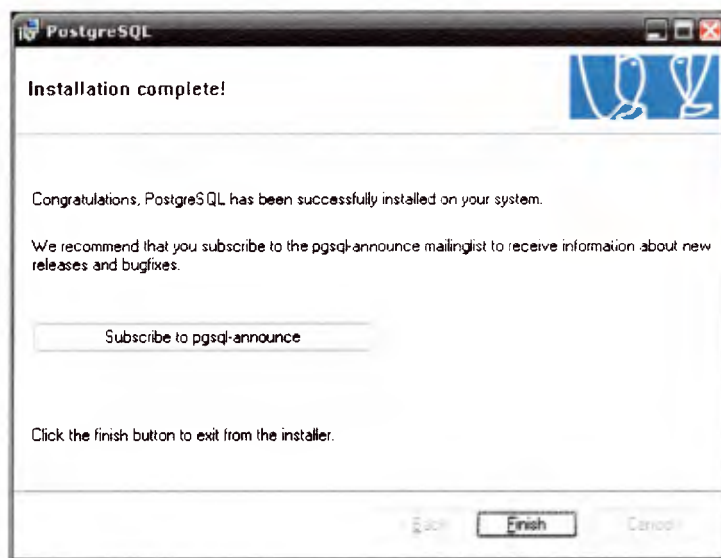 PostgreSQL
Installation complete!
Congratulations, PostgreSQL has been successfully installed on your system.
We recommend that you subscribe to the pgsql-announce mailinglist to receive information about new
releases and bugfixes.
Subscribe to pgsql-announce
Click the finish button to exit from the installer.
Back Finish Cancel